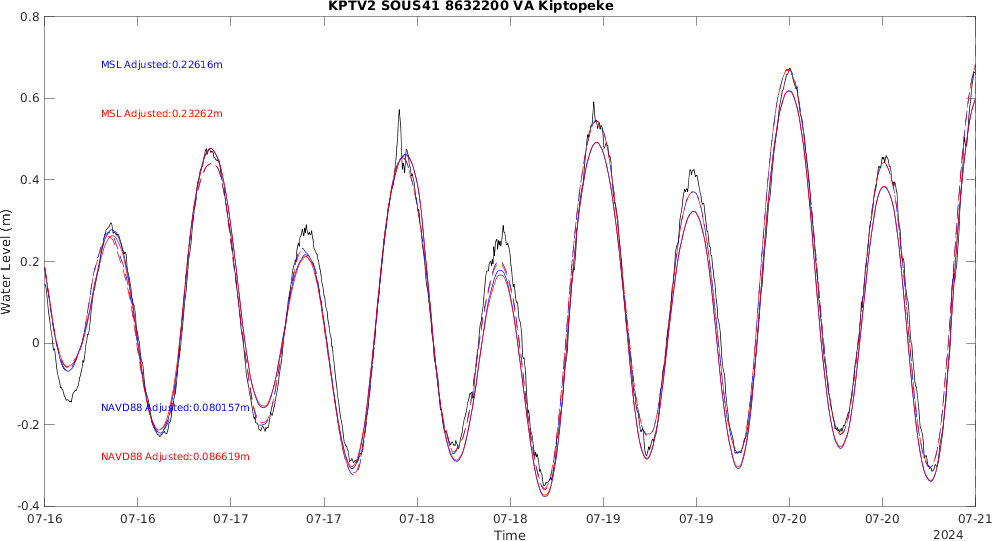 KPTV2 SOUS41 8632200 VA Kiptopeke
0.8
0.6
0.4
0.2
0
-0.2
-0.4
Water Level (m)
MSL Adjusted:0.22616m
MSL Adjusted:0.23262m
NAVD88 Adjusted:0.080157m
NAVD88 Adjusted:0.086619m
07-16 07-16 07-17 07-17 07-18 07-18 07-19 07-19 07-20 07-20 07-21
Time
2024